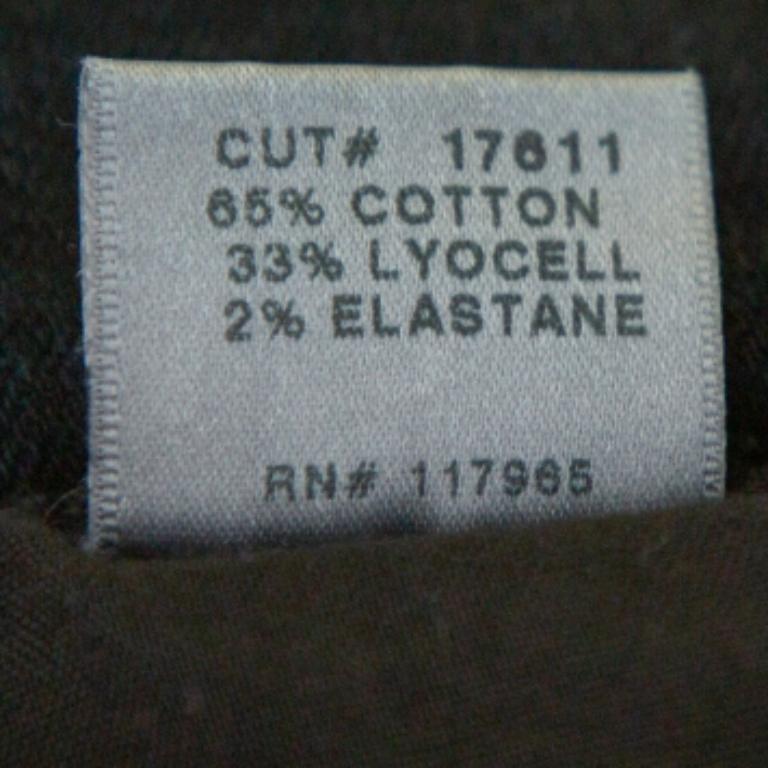 CUT# 17611
65% COTTON
33% LYOCELL
2% ELASTANE
RN# 117965